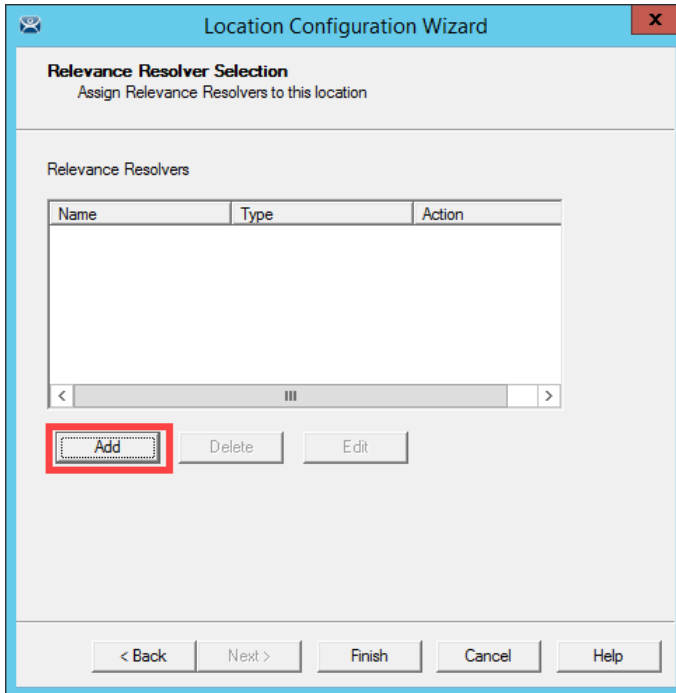 Location Configuration Wizard
x
Relevance Resolver Selection
Assign Relevance Resolvers to this location
Relevance Resolvers
Name Type Action
Add Delete Edit
< Back Next > Finish Cancel Help